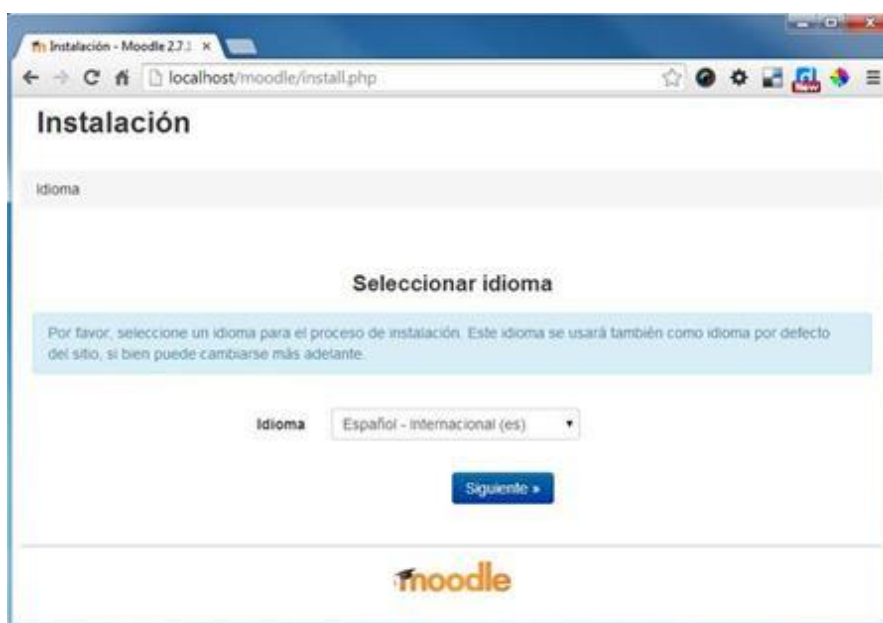 Instalación - Moodle 2.7.1
localhost/moodle/install.php
Instalación
Idioma
Seleccionar idioma
Por favor, seleccione un idioma para el proceso de instalación. Este idioma se usará también como idioma por defecto
del sitio, si bien puede cambiarse más adelante.
Idioma Español - Internacional (es)
Siguiente »
moodle